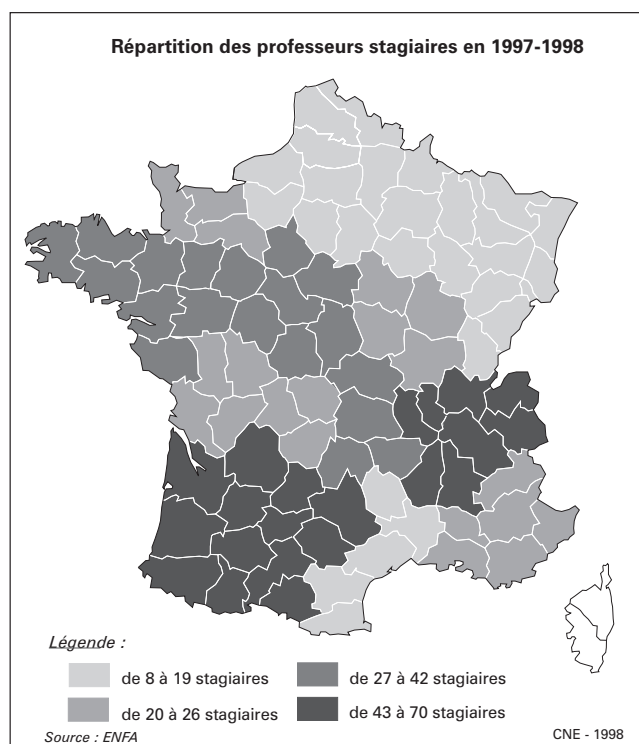 Répartition des professeurs stagiaires en 1997-1998
Légende :
de 8 à 19 stagiaires
de 27 à 42 stagiaires
de 20 à 26 stagiaires
de 43 à 70 stagiaires
Source : ENFA
CNE - 1998